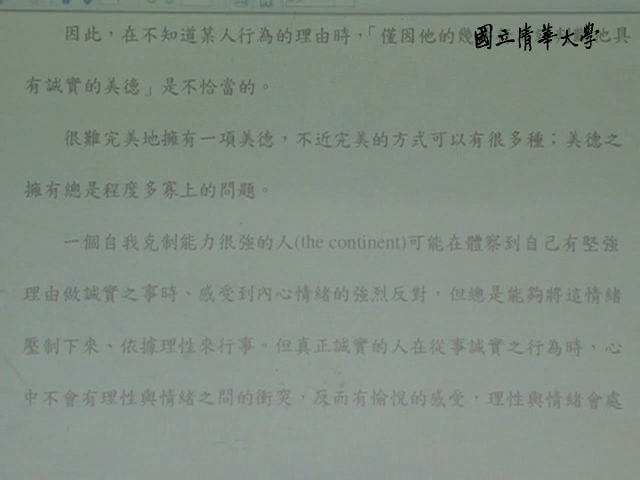 因此，在不知道某人行為的理由時，「僅因他的幾 也具
國立清華大學
有誠實的美德」是不恰當的。
很難完美地擁有一項美德，不近完美的方式可以有很多種；美德之
擁有總是程度多寡上的問題。
一個自我克制能力很強的人(the continent)可能在體察到自己有堅強
理由做誠實之事時、感受到內心情緒的強烈反對，但總是能夠將這情緒
壓制下來、依據理性來行事。但真正誠實的人在從事誠實之行為時，心
中不會有理性與情緒之間的衝突，反而有愉悅的感受，理性與情緒會處